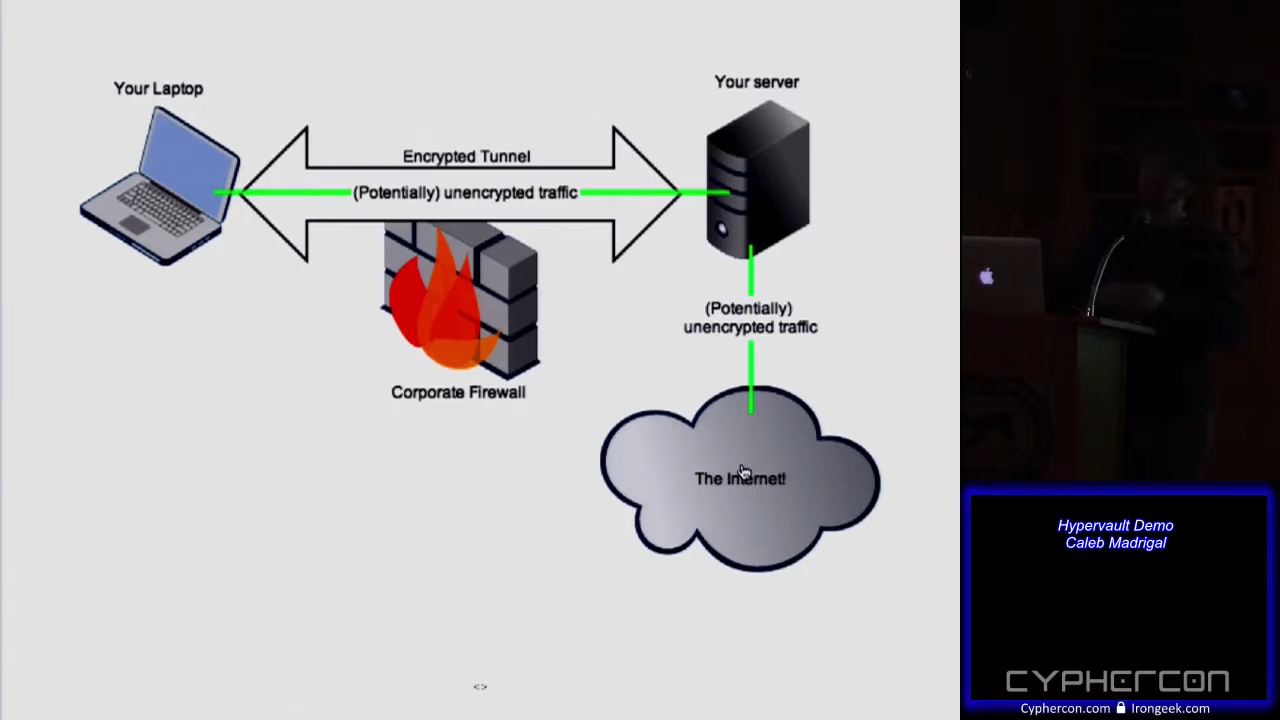 Your Laptop
Your server
Encrypted Tunnel
(Potentially) unencrypted traffic
(Potentially)
unencrypted traffic
Corporate Firewall
The Internet!
<>
Hypervault Demo
Caleb Madrigal
CYPHERCON
Cyphercon.com Irongeek.com